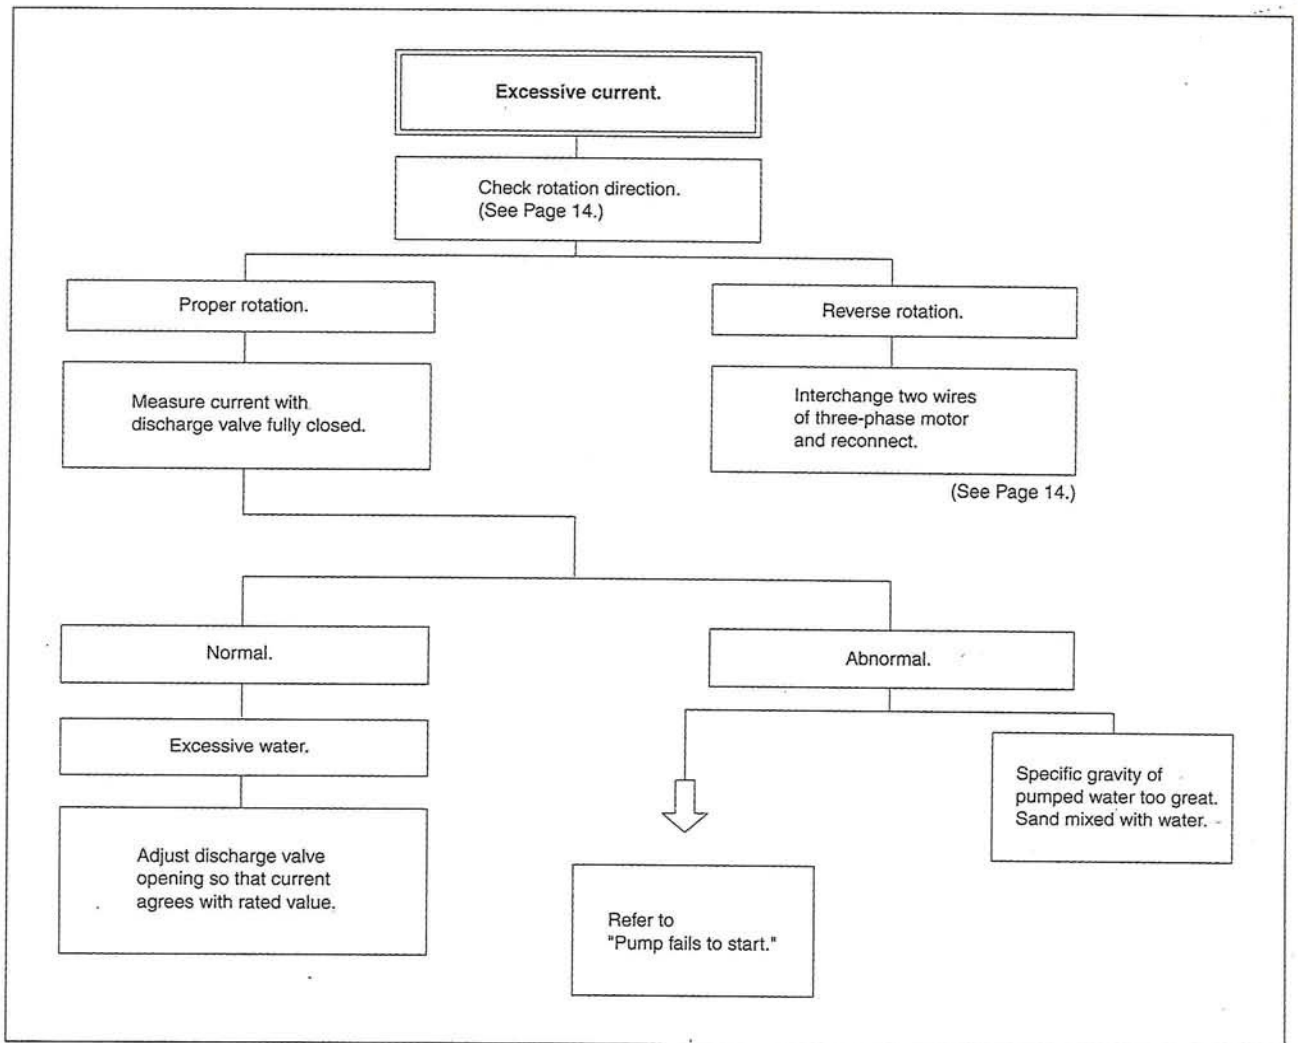 Excessive current.
Check rotation direction.
(See Page 14.)
Proper rotation.
Reverse rotation.
Measure current with
discharge valve fully closed.
Interchange two wires
of three-phase motor
and reconnect.
(See Page 14.)
Normal.
Abnormal.
Excessive water.
Specific gravity of
pumped water too great.
Sand mixed with water.
Adjust discharge valve
opening so that current
agrees with rated value.
Refer to
"Pump fails to start."